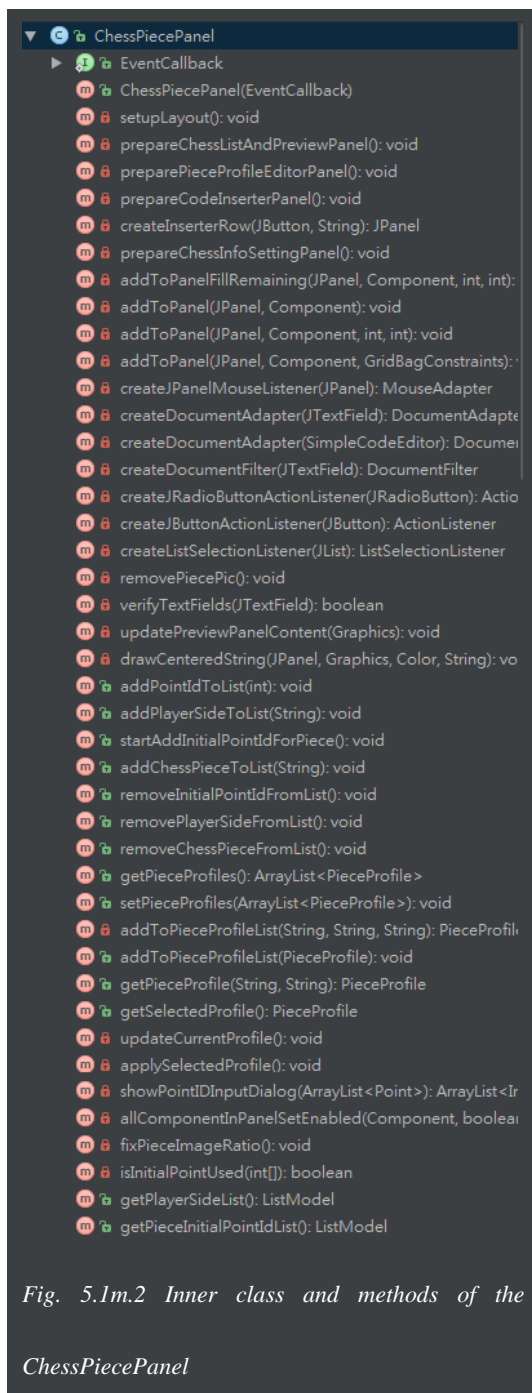 ChessPiecePanel
EventCallback
ChessPiecePanel(EventCallback)
setupLayout(): void
prepareChessListAndPreviewPanel(): void
preparePieceProfileEditorPanel(): void
prepareCodeInserterPanel(): void
createInserterRow(JButton, String): JPanel
prepareChessInfoSettingPanel(): void
addToPanelFillRemaining(JPanel, Component, int, int):
addToPanel(JPanel, Component): void
addToPanel(JPanel, Component, int, int): void
addToPanel(JPanel, Component, GridBagConstraints):
createJPanelMouseListener(JPanel): MouseAdapter
createDocumentAdapter(JTextField): DocumentAdapte
createDocumentAdapter(SimpleCodeEditor): Documen
createDocumentFilter(JTextField): DocumentFilter
createJRadioButtonActionListener(JRadioButton): Actio
createJButtonActionListener(JButton): ActionListener
createListSelectionListener(JList): ListSelectionListener
removePiecePic(): void
verifyTextFields(JTextField): boolean
updatePreviewPanelContent(Graphics): void
drawCenteredString(JPanel, Graphics, Color, String): vo
addPointIdToList(int): void
addPlayerSideToList(String): void
startAddInitialPointIdForPiece(): void
addChessPieceToList(String): void
removeInitialPointIdFromList(): void
removePlayerSideFromList(): void
removeChessPieceFromList(): void
getPieceProfiles(): ArrayList<PieceProfile>
setPieceProfiles(ArrayList<PieceProfile>): void
addToPieceProfileList(String, String, String): PieceProfil
addToPieceProfileList(PieceProfile): void
getPieceProfile(String, String): PieceProfile
getSelectedProfile(): PieceProfile
updateCurrentProfile(): void
applySelectedProfile(): void
showPointIDInputDialog(ArrayList<Point>): ArrayList<Ir
allComponentInPanelSetEnabled(Component, boolea
fixPieceImageRatio(): void
isInitialPointUsed(int[]): boolean
getPlayerSideList(): ListModel
getPieceInitialPointIdList(): ListModel
Fig. 5.1m.2 Inner class and methods of the
ChessPiecePanel